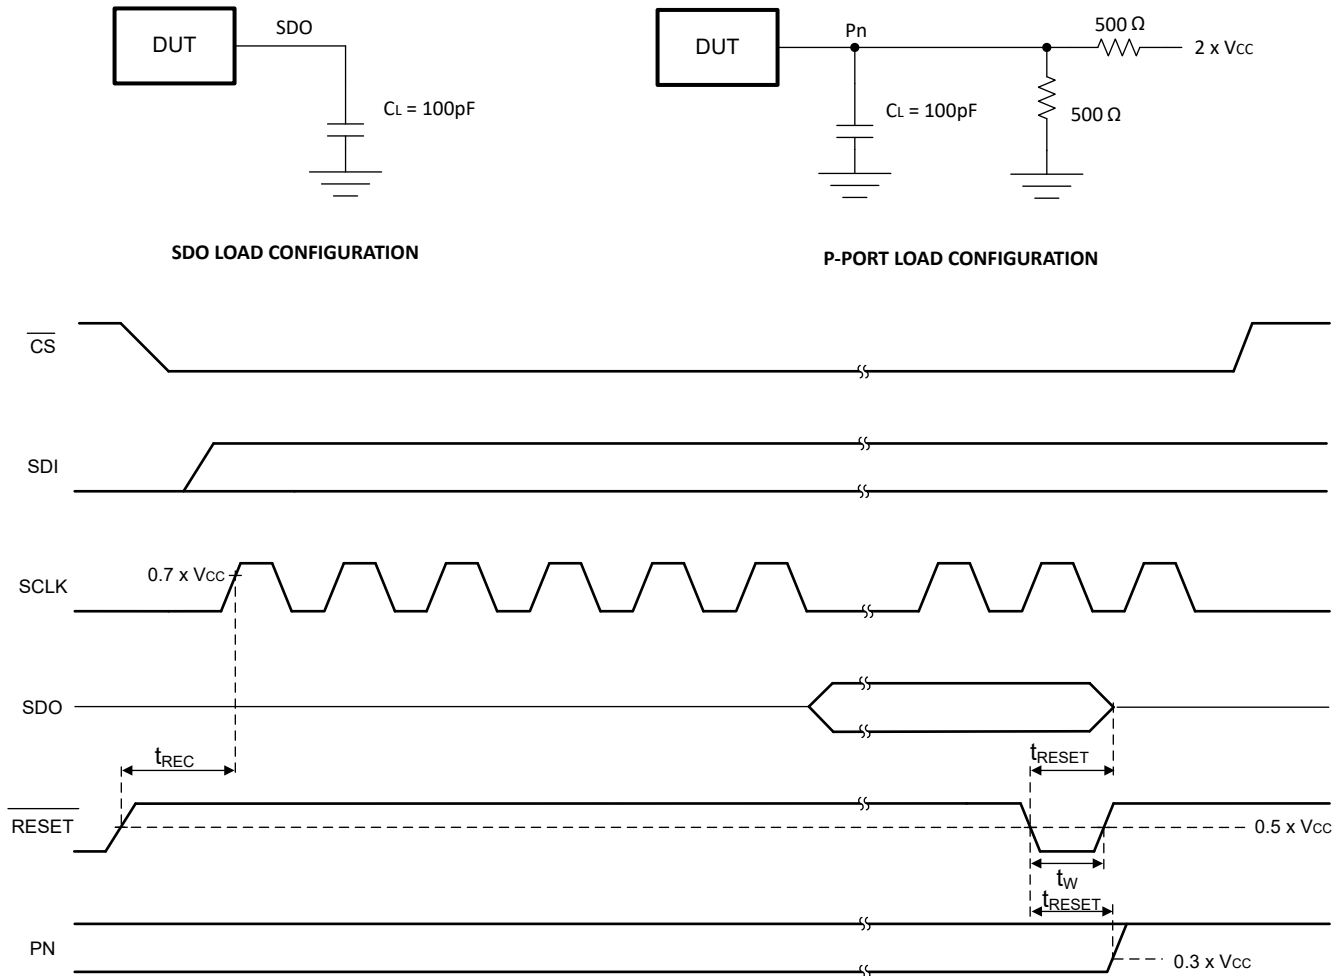 DUT
SDO
CL = 100pF
SDO LOAD CONFIGURATION
DUT
Pn
500 Ω
2 x VCC
CL = 100pF
500 Ω
P-PORT LOAD CONFIGURATION
CS
SDI
SCLK
0.7 x VCC
SDO
tREC
tRESET
RESET
0.5 x VCC
tW
tRESET
PN
0.3 x VCC